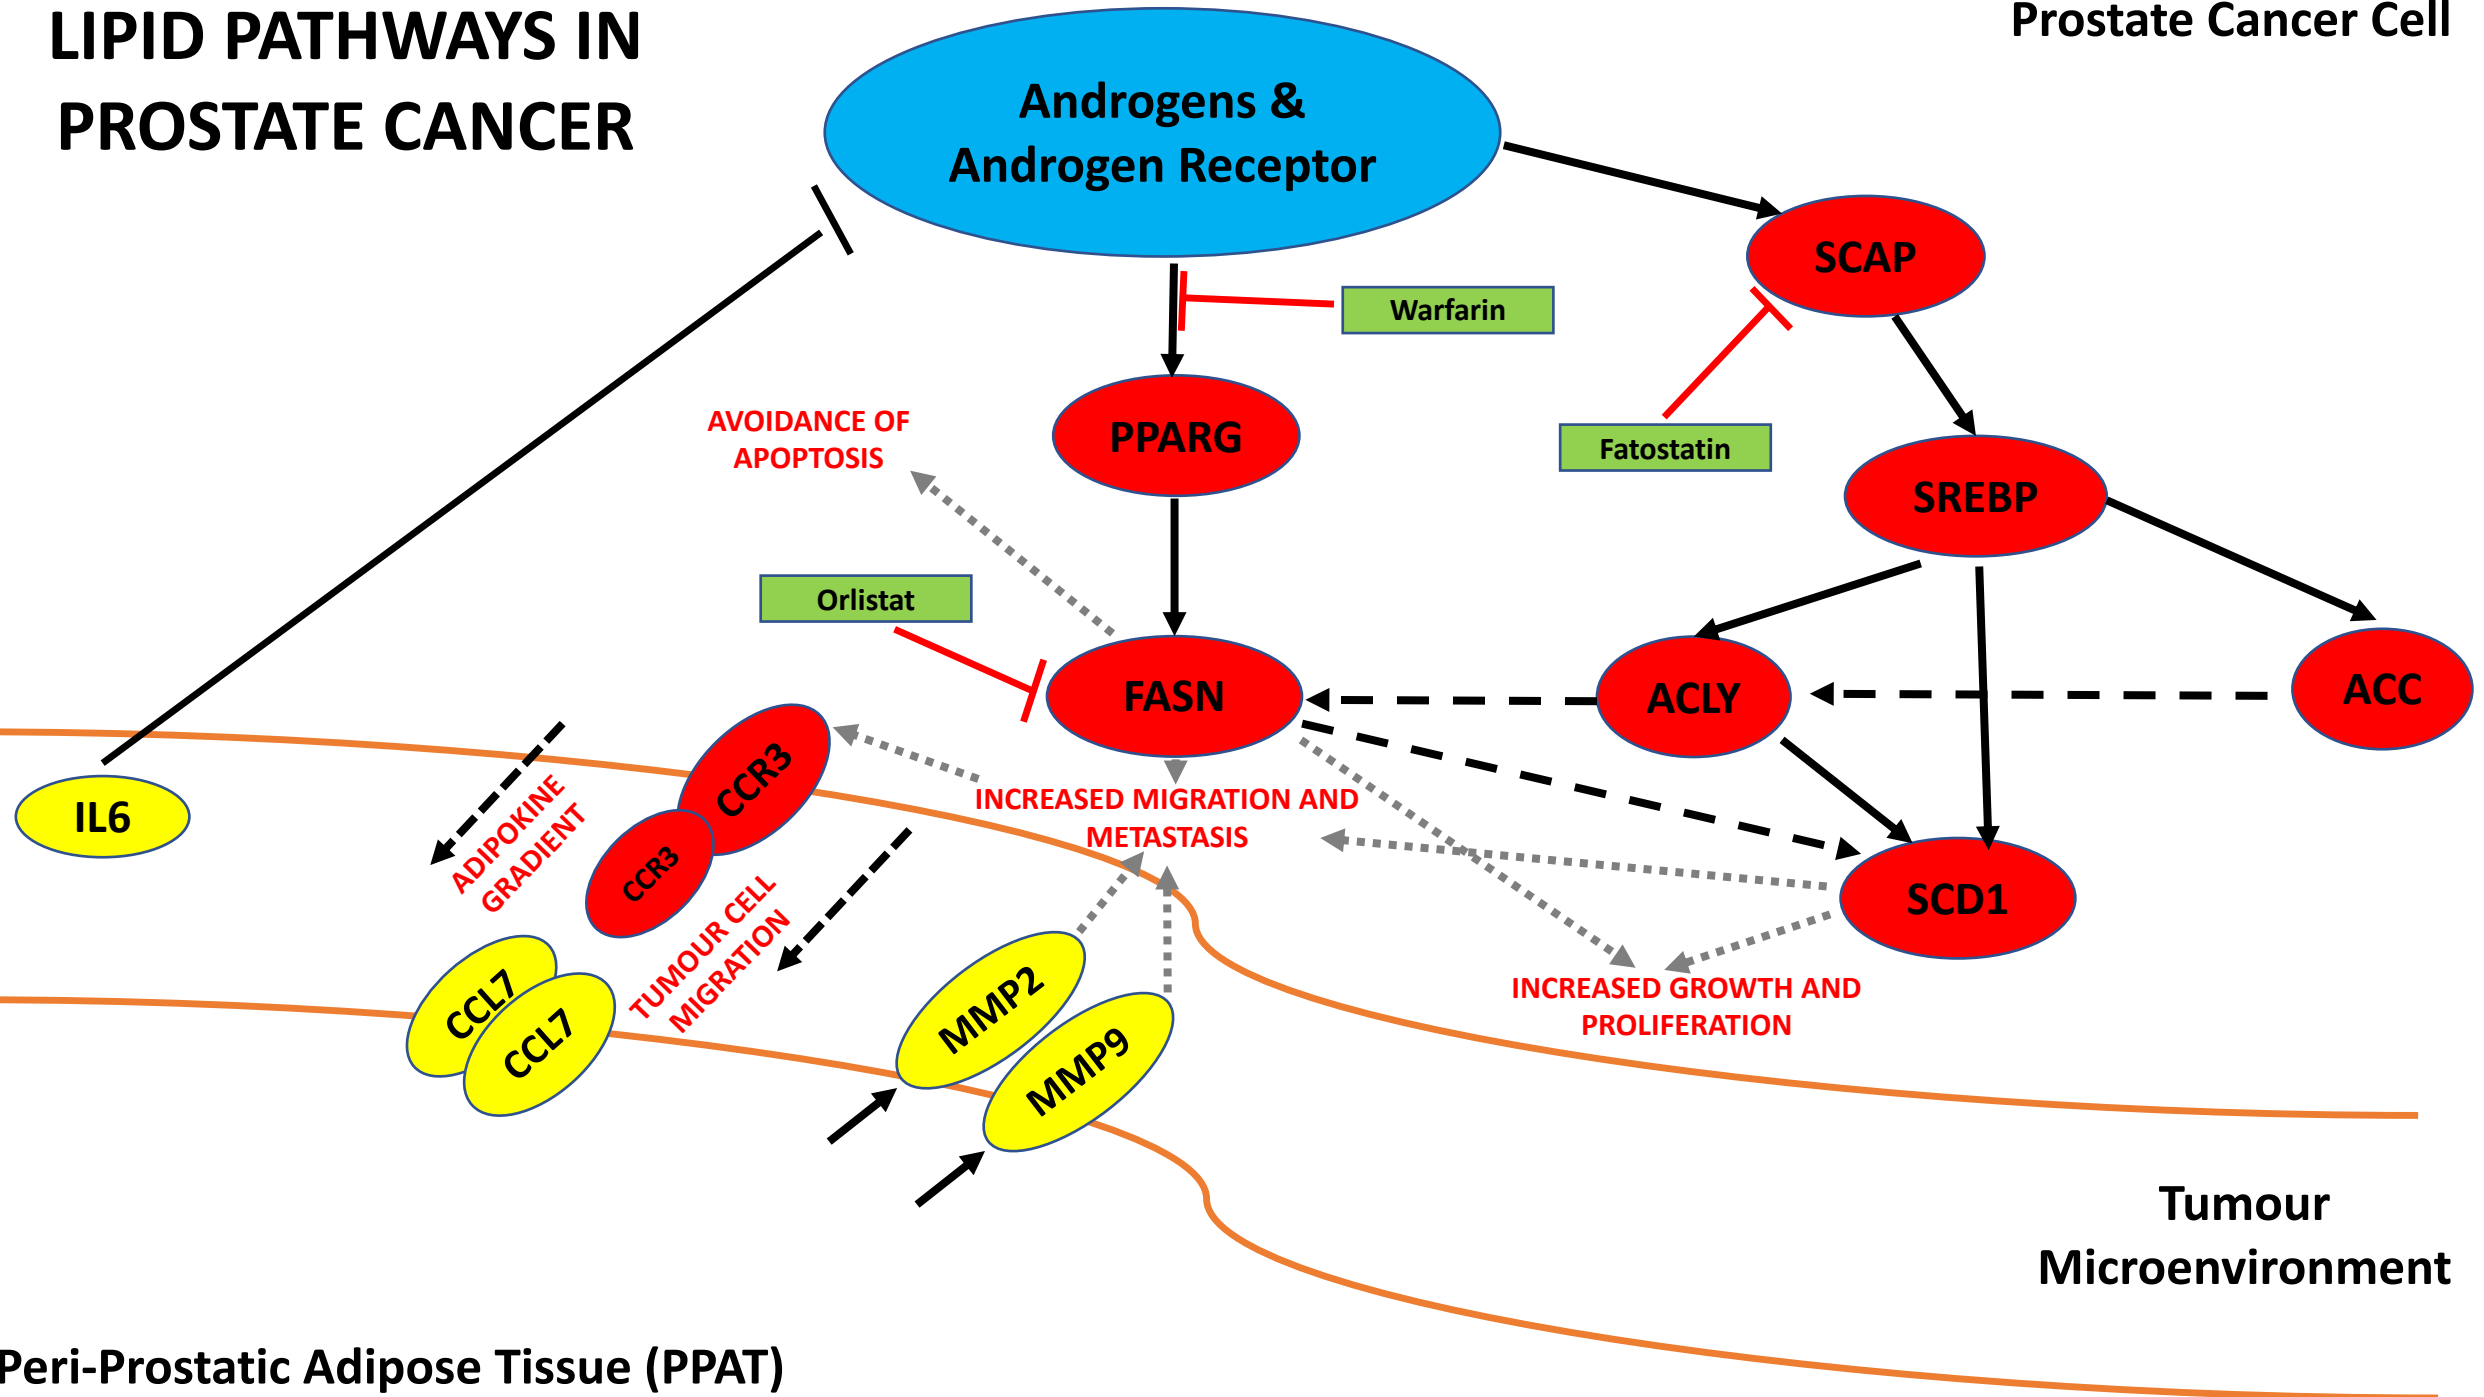 LIPID PATHWAYS IN
PROSTATE CANCER
Prostate Cancer Cell
Androgens &
Androgen Receptor
SCAP
Warfarin
PPARG
AVOIDANCE OF
APOPTOSIS
Fatostatin
SREBP
Orlistat
FASN
ACLY
ACC
CCR3
CCR3
IL6
ADIPOKINE
GRADIENT
INCREASED MIGRATION AND
METASTASIS
TUMOUR CELL
MIGRATION
SCD1
CCL7
CCL7
MMP2
MMP9
INCREASED GROWTH AND
PROLIFERATION
Tumour
Microenvironment
Peri-Prostatic Adipose Tissue (PPAT)